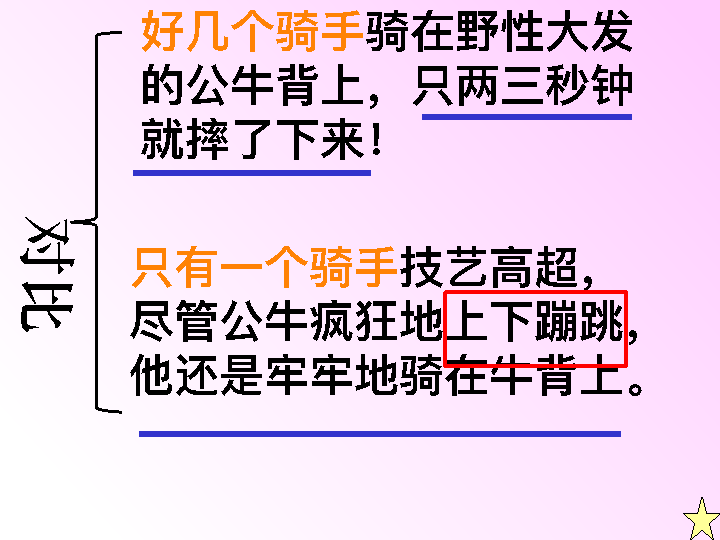 好几个骑手骑在野性大发
的公牛背上，只两三秒钟
就摔了下来！
对比
只有一个骑手技艺高超，
尽管公牛疯狂地上下蹦跳，
他还是牢牢地骑在牛背上。